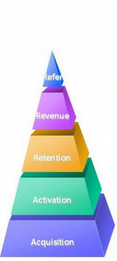 Refer
Revenue
Retention
Activation
Acquisition